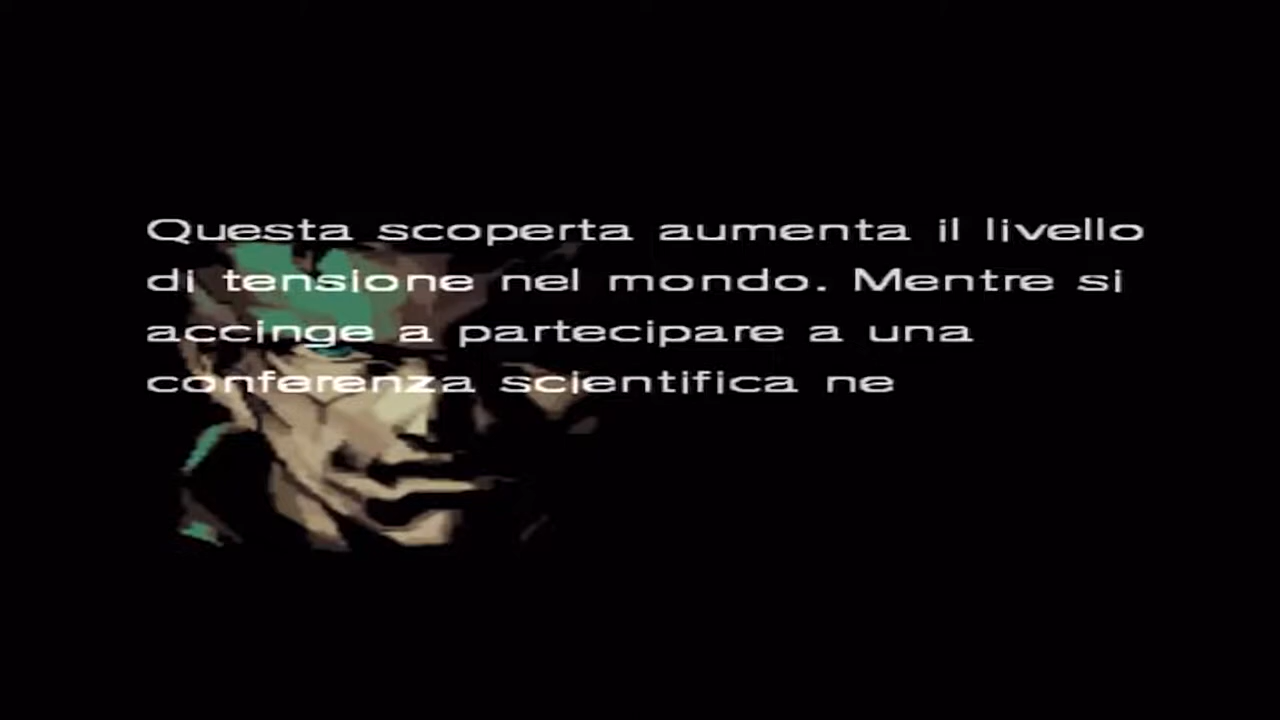 Questa scoperta aumenta il livello
di tensione nel mondo. Mentre si
accinge a partecipare a una
conferenza scientifica ne